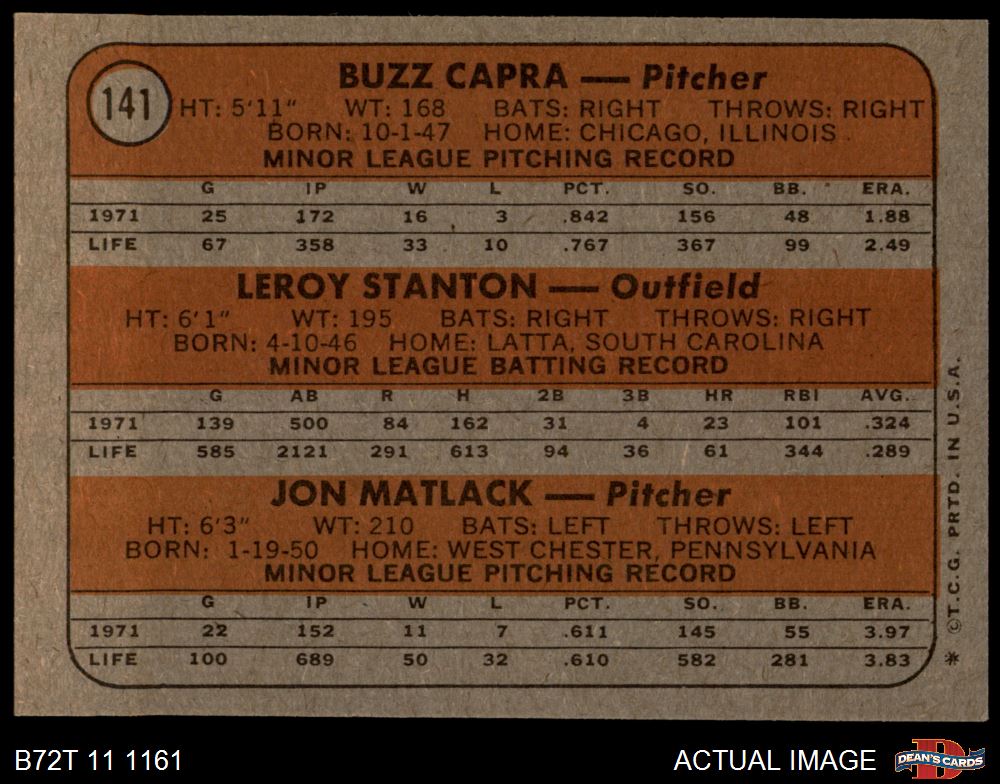 141
BUZZ CAPRA — Pitcher
HT: 5'11" WT: 168 BATS: RIGHT THROWS: RIGHT
BORN: 10-1-47 HOME: CHICAGO, ILLINOIS
MINOR LEAGUE PITCHING RECORD
G IP W L PCT. SO. BB. ERA.
1971 25 172 16 3 .842 156 48 1.88
LIFE 67 358 33 10 .767 367 99 2.49
LEROY STANTON — Outfield
HT: 6'1" WT: 195 BATS: RIGHT THROWS: RIGHT
BORN: 4-10-46 HOME: LATTA, SOUTH CAROLINA
MINOR LEAGUE BATTING RECORD
G AB R H 2B 3B HR RBI AVG.
1971 139 500 84 162 31 4 23 101 .324
LIFE 585 2121 291 613 94 36 61 344 .289
JON MATLACK — Pitcher
HT: 6'3" WT: 210 BATS: LEFT THROWS: LEFT
BORN: 1-19-50 HOME: WEST CHESTER, PENNSYLVANIA
MINOR LEAGUE PITCHING RECORD
G IP W L PCT. SO. BB. ERA.
1971 22 152 11 7 .611 145 55 3.97
LIFE 100 689 50 32 .610 582 281 3.83
* ©T.C.G. PRTD. IN U.S.A.
B72T 11 1161
ACTUAL IMAGE
D
DEAN'S CARDS